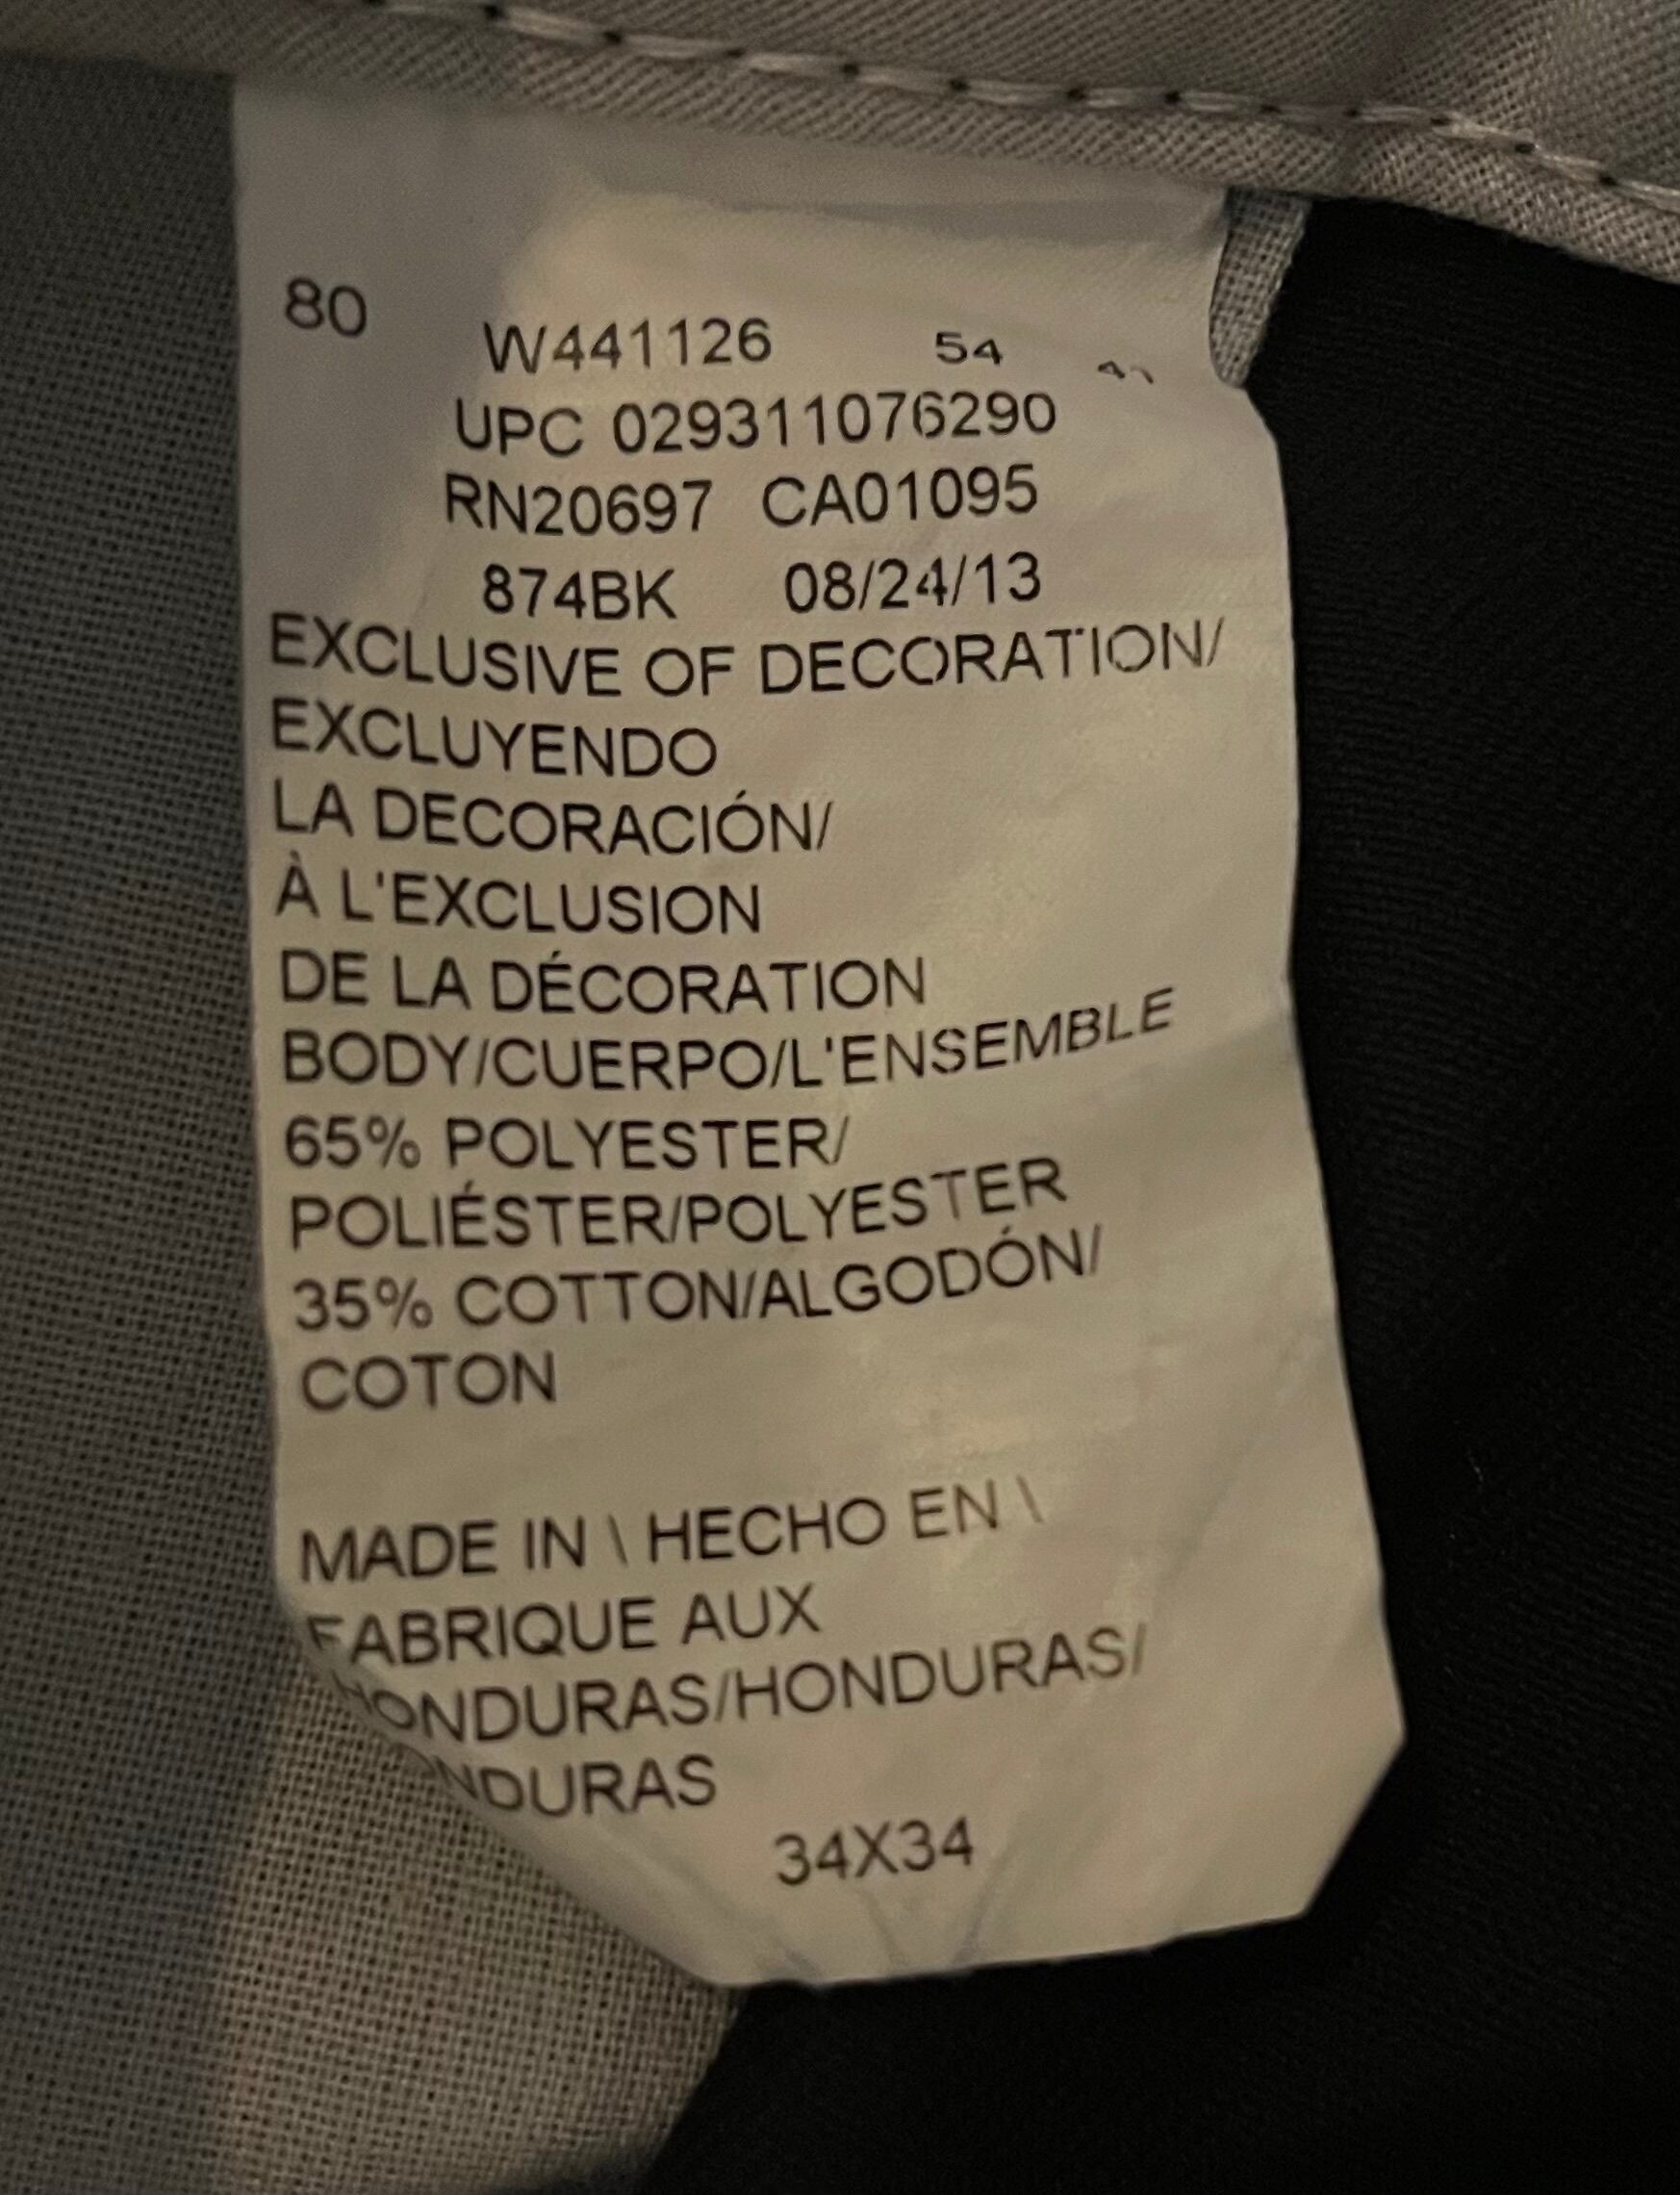 80
W441126 54
UPC 029311076290
RN20697 CA01095
874BK 08/24/13
EXCLUSIVE OF DECORATION/
EXCLUYENDO
LA DECORACIÓN/
À L'EXCLUSION
DE LA DÉCORATION
BODY/CUERPO/L'ENSEMBLE
65% POLYESTER/
POLIÉSTER/POLYESTER
35% COTTON/ALGODÓN/
COTON
MADE IN \ HECHO EN \
FABRIQUE AUX
HONDURAS/HONDURAS/
NDURAS
34X34